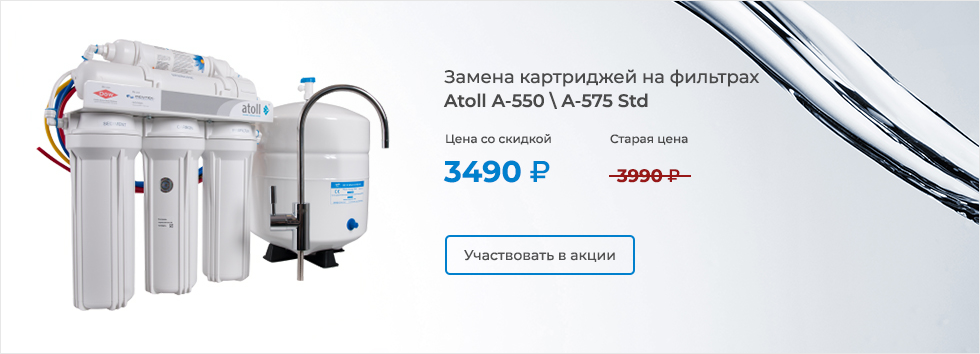 Замена картриджей на фильтрах
Atoll A-550 \ A-575 Std
Цена со скидкой
Старая цена
3490 ₽
3990 ₽
Участвовать в акции
atoll